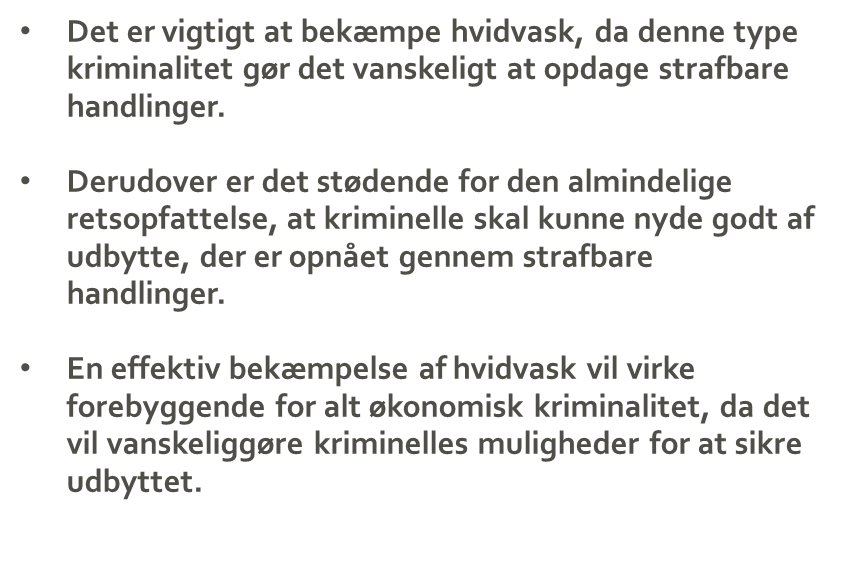 • Det er vigtigt at bekæmpe hvidvask, da denne type
kriminalitet gør det vanskeligt at opdage strafbare
handlinger.
• Derudover er det stødende for den almindelige
retsopfattelse, at kriminelle skal kunne nyde godt af
udbytte, der er opnået gennem strafbare
handlinger.
• En effektiv bekæmpelse af hvidvask vil virke
forebyggende for alt økonomisk kriminalitet, da det
vil vanskeliggøre kriminelles muligheder for at sikre
udbyttet.